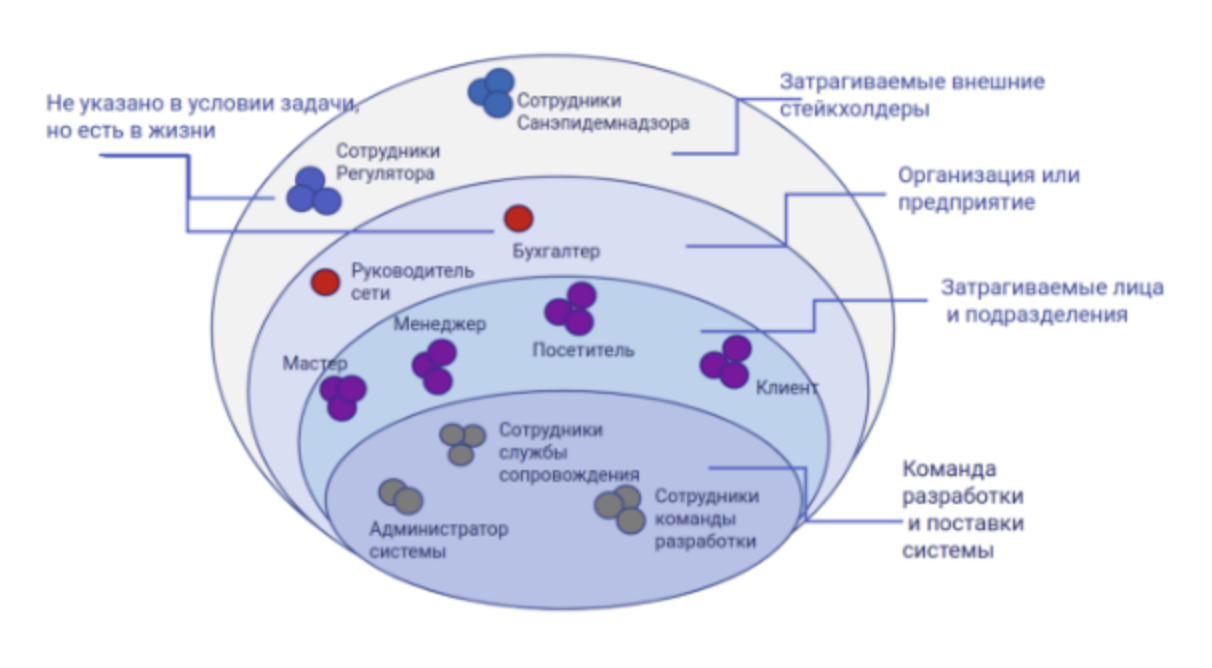 Не указано в условии задачи,
но есть в жизни
Затрагиваемые внешние
стейкхолдеры
Сотрудники
Санэпидемнадзора
Сотрудники
Регулятора
Организация или
предприятие
Бухгалтер
Руководитель
сети
Затрагиваемые лица
и подразделения
Менеджер
Посетитель
Мастер
Клиент
Сотрудники
службы
сопровождения
Команда
разработки
и поставки
системы
Сотрудники
команды
разработки
Администратор
системы